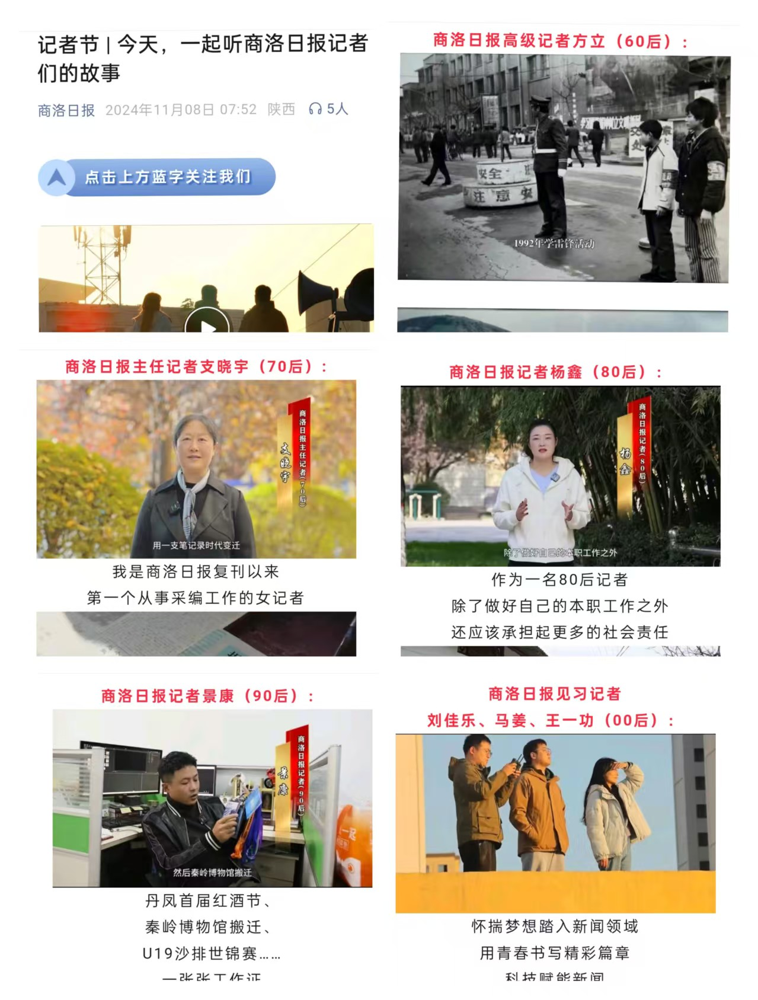 记者节 | 今天，一起听商洛日报记者
们的故事
商洛日报 2024年11月08日 07:52 陕西 5人
点击上方蓝字关注我们
商洛日报高级记者方立（60后）：
安全
注意安
1992年学雷锋活动
商洛日报主任记者支晓宇（70后）：
商洛日报主任记者(70后)
支晓宇
用一支笔记录时代变迁
我是商洛日报复刊以来
第一个从事采编工作的女记者
商洛日报记者杨鑫（80后）：
商洛日报记者(80后)
杨鑫
除了做好自己的本职工作之外
作为一名80后记者
除了做好自己的本职工作之外
还应该承担起更多的社会责任
商洛日报记者景康（90后）：
商洛日报记者(90后)
景康
一起
然后秦岭博物馆搬迁
丹凤首届红酒节、
秦岭博物馆搬迁、
U19沙排世锦赛……
一张张工作证
商洛日报见习记者
刘佳乐、马姜、王一功（00后）：
怀揣梦想踏入新闻领域
用青春书写精彩篇章
科技赋能新闻